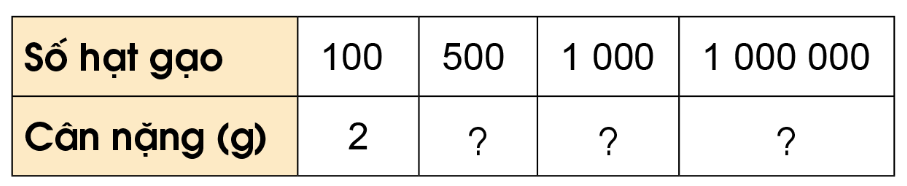 Số hạt gạo 100 500 1 000 1 000 000
Cân nặng (g) 2 ? ? ?